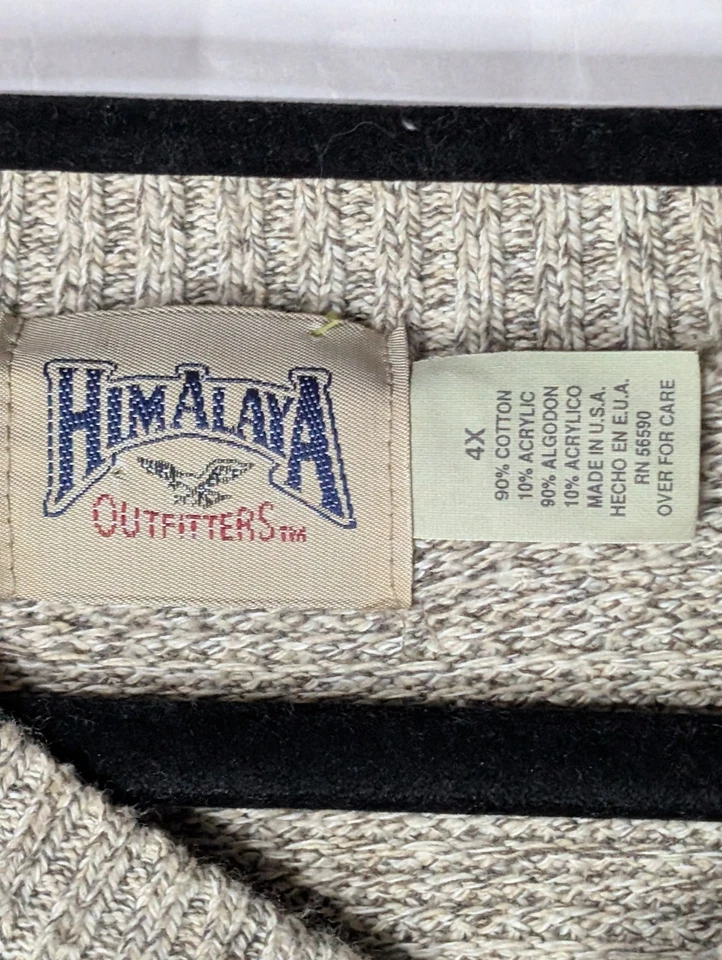 HIMALAYA
OUTFITTERS™
4X
90% COTTON
10% ACRYLIC
90% ALGODON
10% ACRYLICO
MADE IN U.S.A.
HECHO EN E.U.A.
RN 56590
OVER FOR CARE